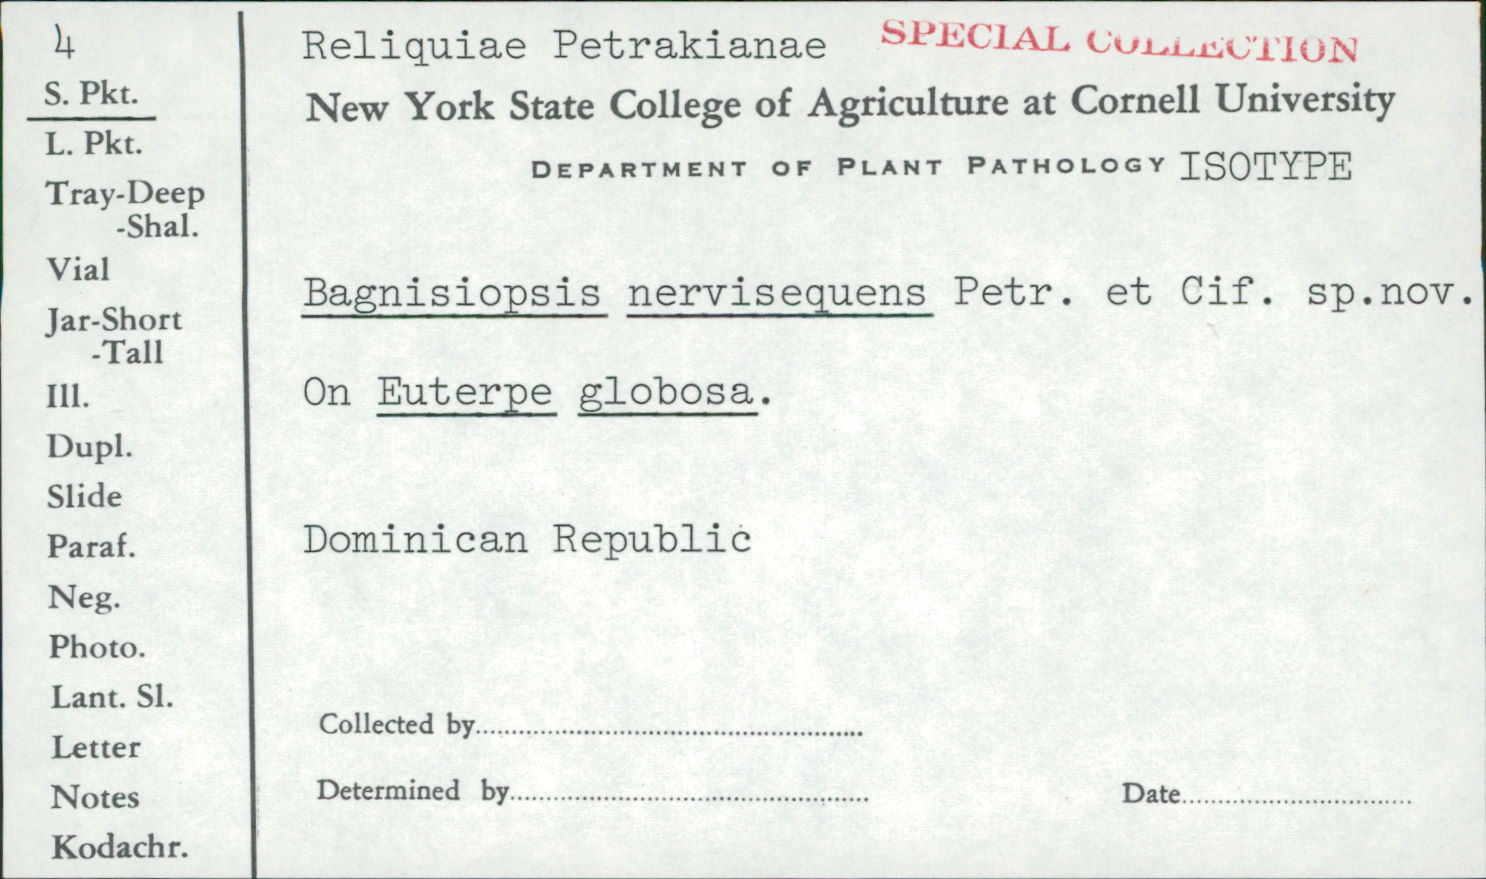 4
S. Pkt.
L. Pkt.
Tray-Deep
-Shal.
Vial
Jar-Short
-Tall
Ill.
Dupl.
Slide
Paraf.
Neg.
Photo.
Lant. Sl.
Letter
Notes
Kodachr.
Reliquiae Petrakianae SPECIAL COLLECTION
New York State College of Agriculture at Cornell University
DEPARTMENT OF PLANT PATHOLOGY ISOTYPE
Bagnisiopsis nervisequens Petr. et Cif. sp.nov.
On Euterpe globosa.
Dominican Republic
Collected by
Determined by
Date